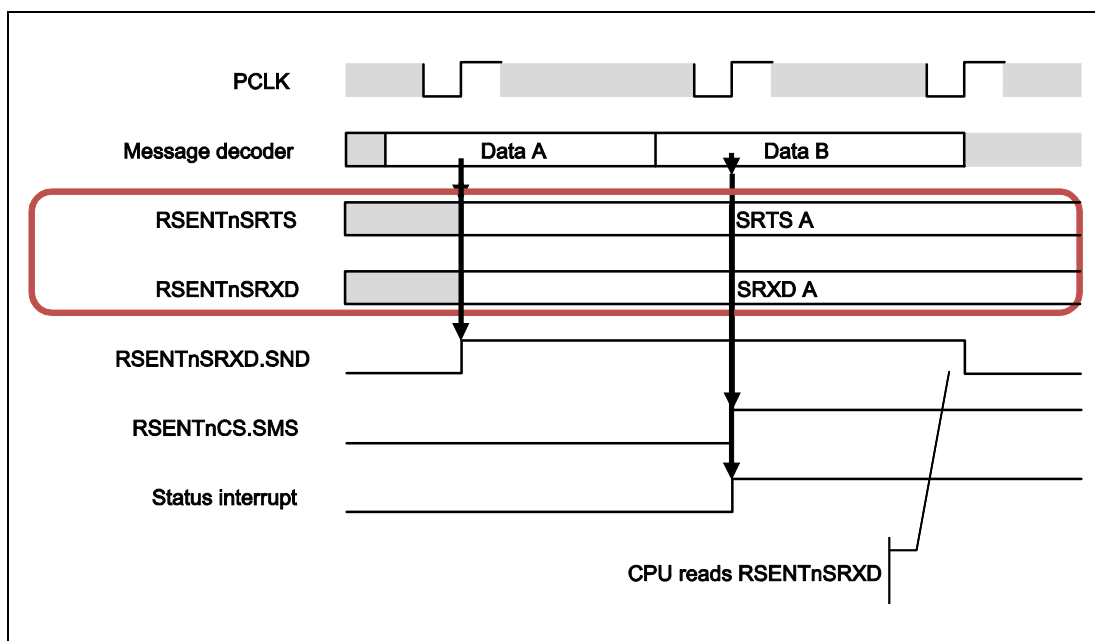 PCLK
Message decoder
Data A
Data B
RSENTnSRTS
SRTS A
RSENTnSRXD
SRXD A
RSENTnSRXD.SND
RSENTnCS.SMS
Status interrupt
CPU reads RSENTnSRXD